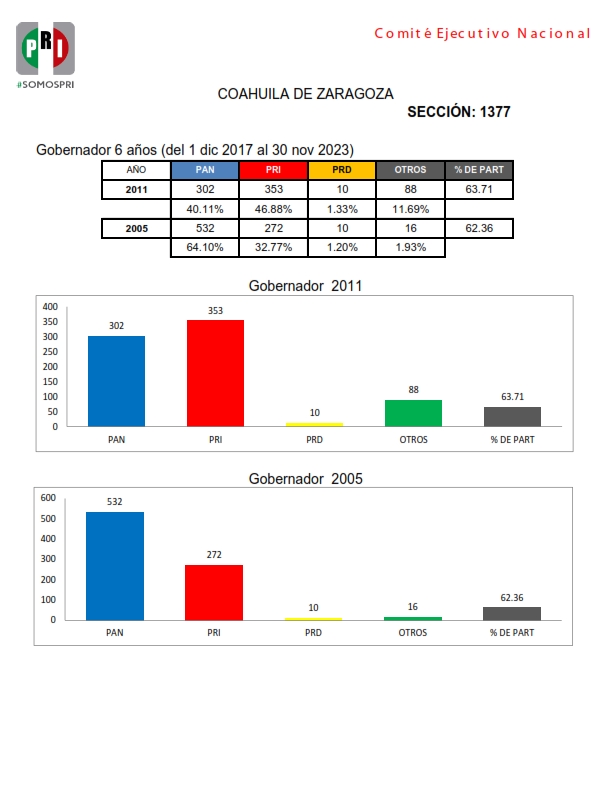 PRI
#SOMOSPRI
Comité Ejecutivo Nacional
COAHUILA DE ZARAGOZA
SECCIÓN: 1377
Gobernador 6 años (del 1 dic 2017 al 30 nov 2023)
AÑO PAN PRI PRD OTROS % DE PART
2011 302 353 10 88 63.71
40.11% 46.88% 1.33% 11.69%
2005 532 272 10 16 62.36
64.10% 32.77% 1.20% 1.93%
Gobernador 2011
400
350
300
250
200
150
100
50
0
302
353
10
88
63.71
PAN PRI PRD OTROS % DE PART
Gobernador 2005
600
500
400
300
200
100
0
532
272
10
16
62.36
PAN PRI PRD OTROS % DE PART